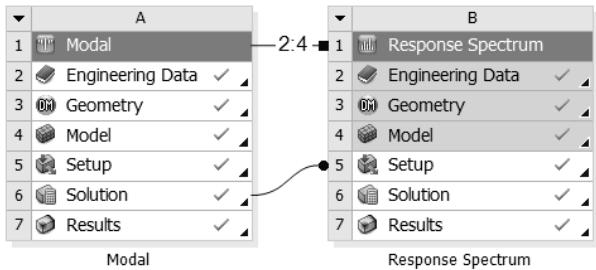 A
1 Modal
2 Engineering Data
3 Geometry
4 Model
5 Setup
6 Solution
7 Results
Modal
2:4
B
1 Response Spectrum
2 Engineering Data
3 DM Geometry
4 Model
5 Setup
6 Solution
7 Results
Response Spectrum